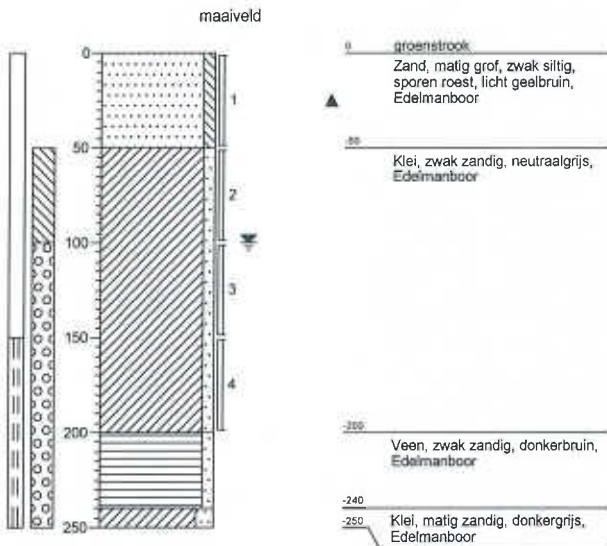 maaiveld
0
50
100
150
200
250
1
2
3
4
0 groenstrook
Zand, matig grof, zwak siltig,
sporen roest, licht geelbruin,
Edelmanboor
-50
Klei, zwak zandig, neutraalgrijs,
Edelmanboor
-200
Veen, zwak zandig, donkerbruin,
Edelmanboor
-240
-250
Klei, matig zandig, donkergrijs,
Edelmanboor